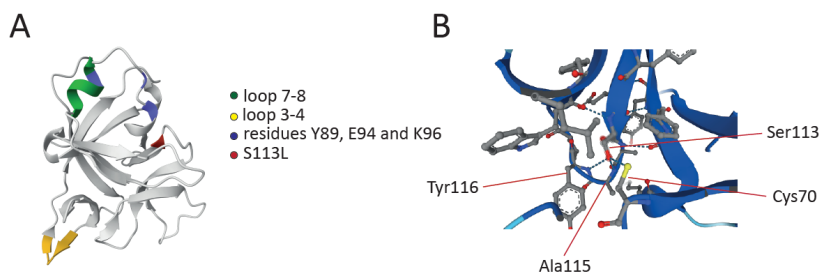 A
loop 7-8
loop 3-4
residues Y89, E94 and K96
S113L
B
Ser113
Tyr116
Cys70
Ala115